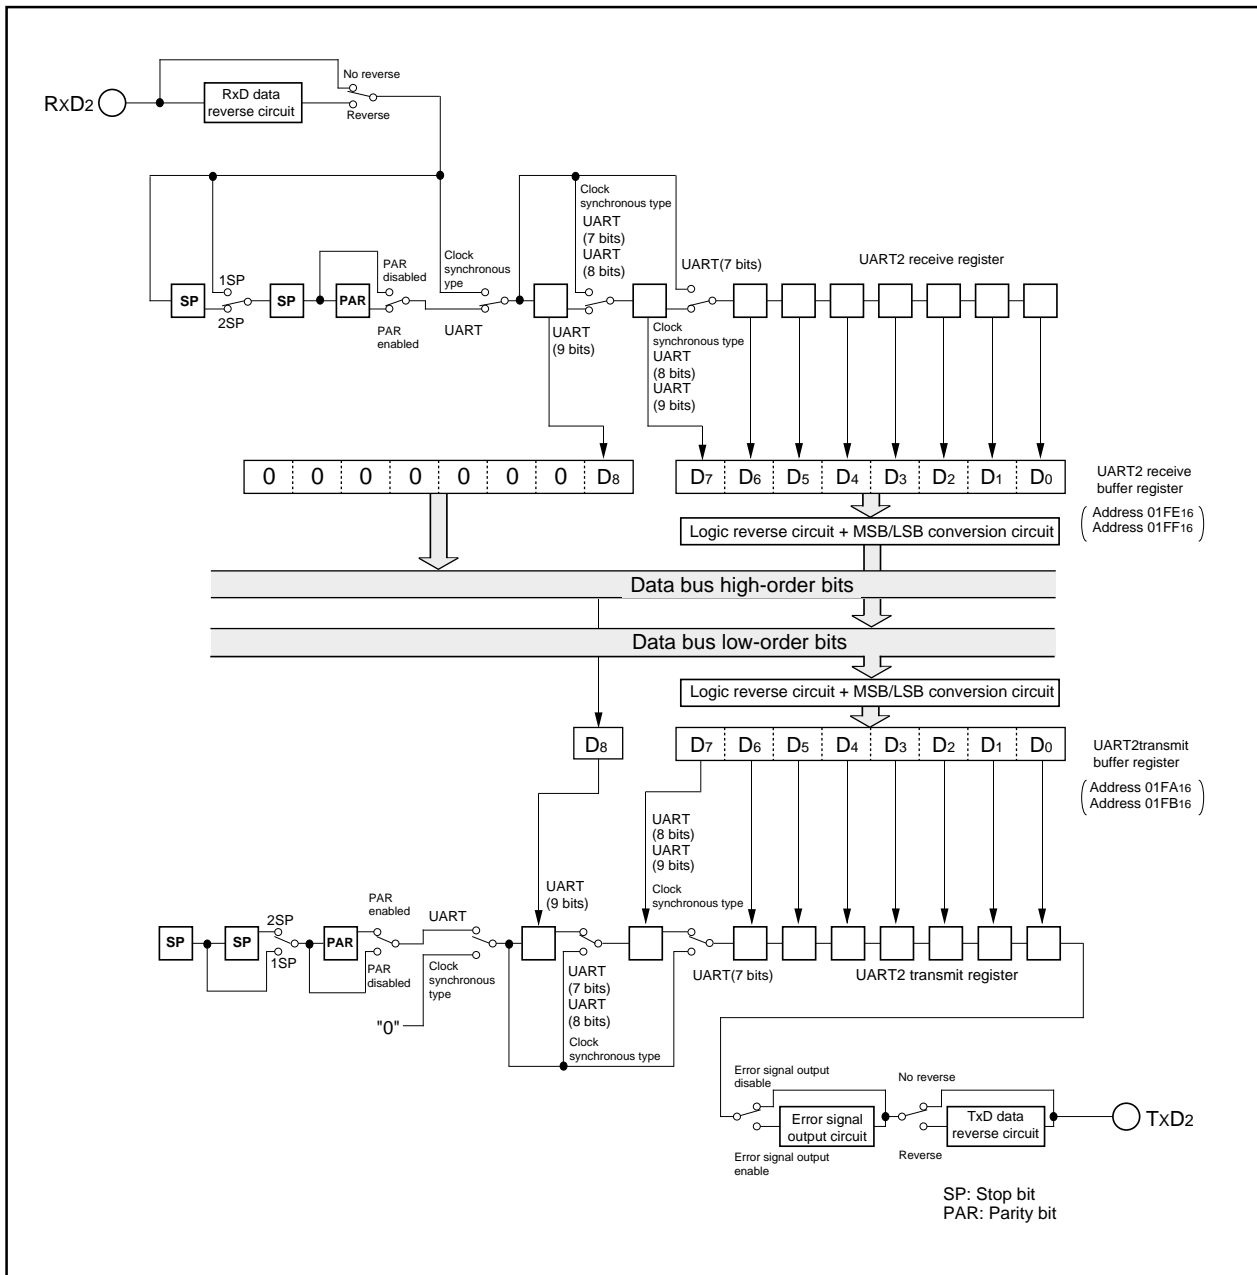 No reverse
RxD2
RxD data
reverse circuit
Reverse
Clock
synchronous type
UART
(7 bits)
UART
(8 bits)
UART(7 bits)
UART2 receive register
1SP
PAR
disabled
Clock
synchronous
ype
SP
SP
PAR
2SP
PAR
enabled
UART
UART
(9 bits)
Clock
synchronous type
UART
(8 bits)
UART
(9 bits)
0 0 0 0 0 0 0 D8
D7 D6 D5 D4 D3 D2 D1 D0
UART2 receive
buffer register
Address 01FE16
Address 01FF16
Logic reverse circuit + MSB/LSB conversion circuit
Data bus high-order bits
Data bus low-order bits
Logic reverse circuit + MSB/LSB conversion circuit
D8
D7 D6 D5 D4 D3 D2 D1 D0
UART2transmit
buffer register
Address 01FA16
Address 01FB16
UART
(8 bits)
UART
(9 bits)
UART
(9 bits)
Clock
synchronous type
PAR
enabled
2SP
UART
SP
SP
PAR
1SP
PAR
disabled
Clock
synchronous
type
"0"
UART
(7 bits)
UART
(8 bits)
Clock
synchronous type
UART(7 bits)
UART2 transmit register
Error signal output
disable
No reverse
Error signal
output circuit
TxD data
reverse circuit
TxD2
Error signal output
enable
Reverse
SP: Stop bit
PAR: Parity bit